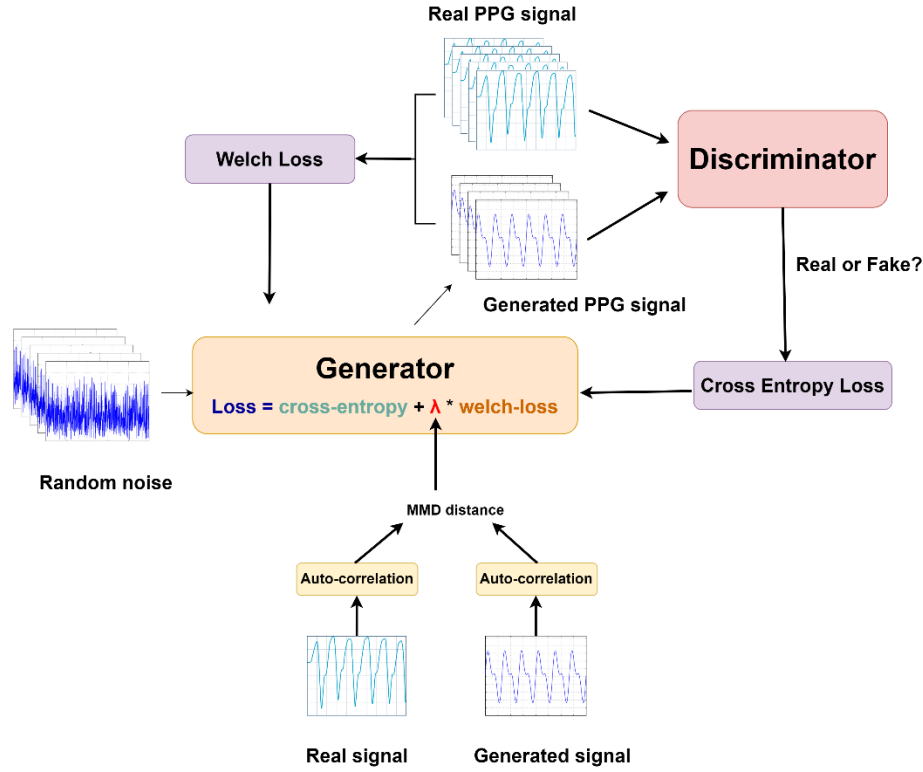 Real PPG signal
Welch Loss
Discriminator
Real or Fake?
Generated PPG signal
Generator
Loss = cross-entropy + λ * welch-loss
Cross Entropy Loss
Random noise
MMD distance
Auto-correlation
Auto-correlation
Real signal
Generated signal